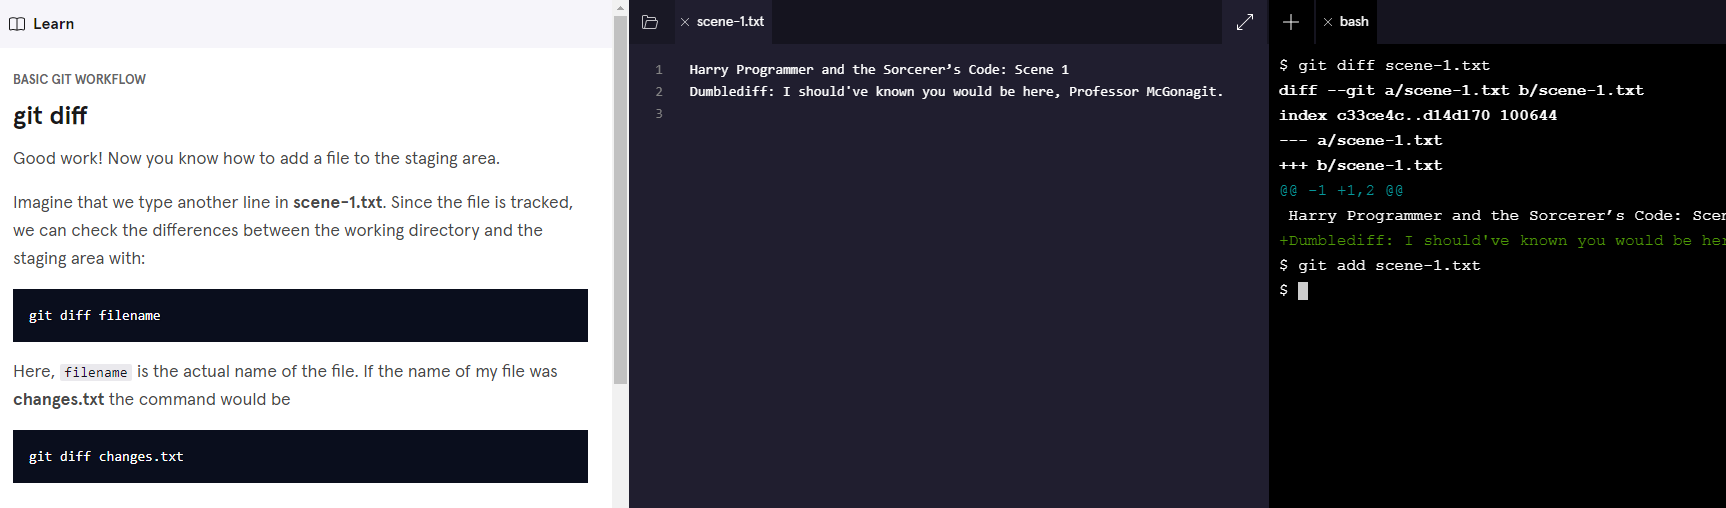 Learn
BASIC GIT WORKFLOW
git diff
Good work! Now you know how to add a file to the staging area.
Imagine that we type another line in scene-1.txt. Since the file is tracked,
we can check the differences between the working directory and the
staging area with:
git diff filename
Here, filename is the actual name of the file. If the name of my file was
changes.txt the command would be
git diff changes.txt
scene-1.txt
1 Harry Programmer and the Sorcerer’s Code: Scene 1
2 Dumblediff: I should've known you would be here, Professor McGonagit.
3
bash
$ git diff scene-1.txt
diff --git a/scene-1.txt b/scene-1.txt
index c33ce4c..d14d170 100644
--- a/scene-1.txt
+++ b/scene-1.txt
@@ -1 +1,2 @@
Harry Programmer and the Sorcerer’s Code:
+Dumblediff: I should've known you would be
$ git add scene-1.txt
$